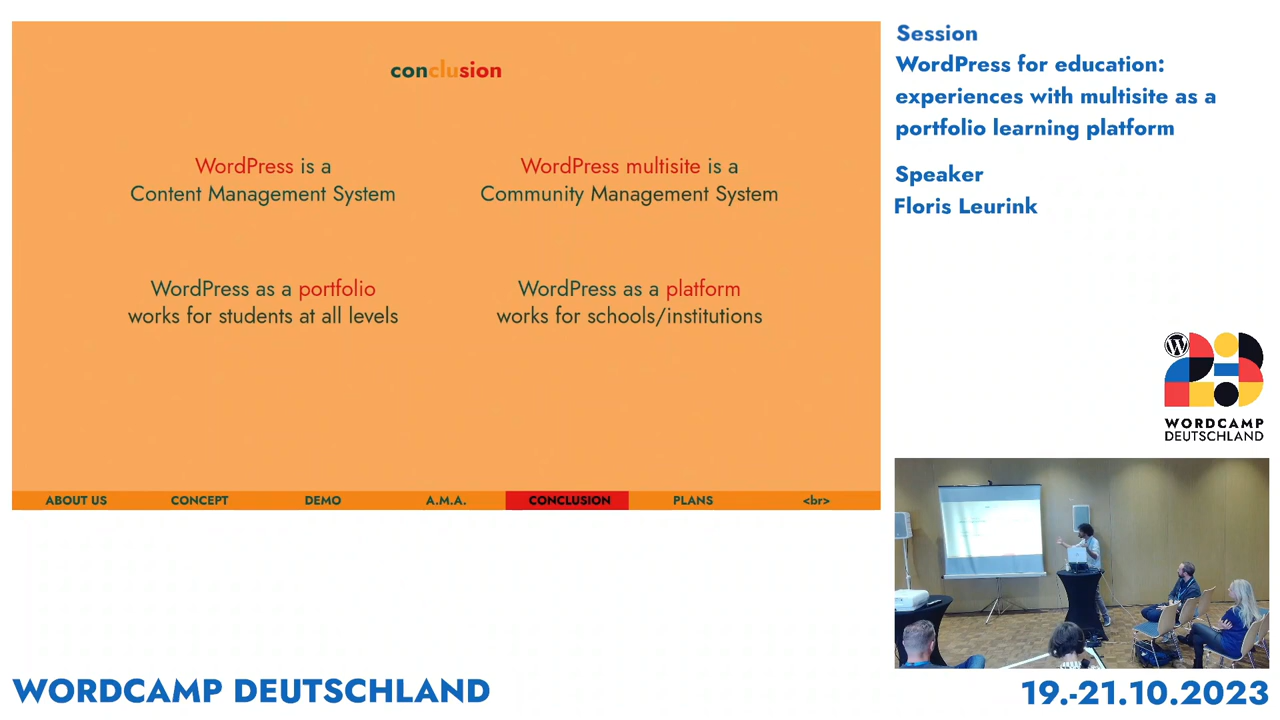 conclusion
WordPress is a
Content Management System
WordPress multisite is a
Community Management System
WordPress as a portfolio
works for students at all levels
WordPress as a platform
works for schools/institutions
ABOUT US
CONCEPT
DEMO
A.M.A.
CONCLUSION
PLANS
<br>
Session
WordPress for education:
experiences with multisite as a
portfolio learning platform
Speaker
Floris Leurink
W
WORDCAMP
DEUTSCHLAND
WORDCAMP DEUTSCHLAND
19.-21.10.2023